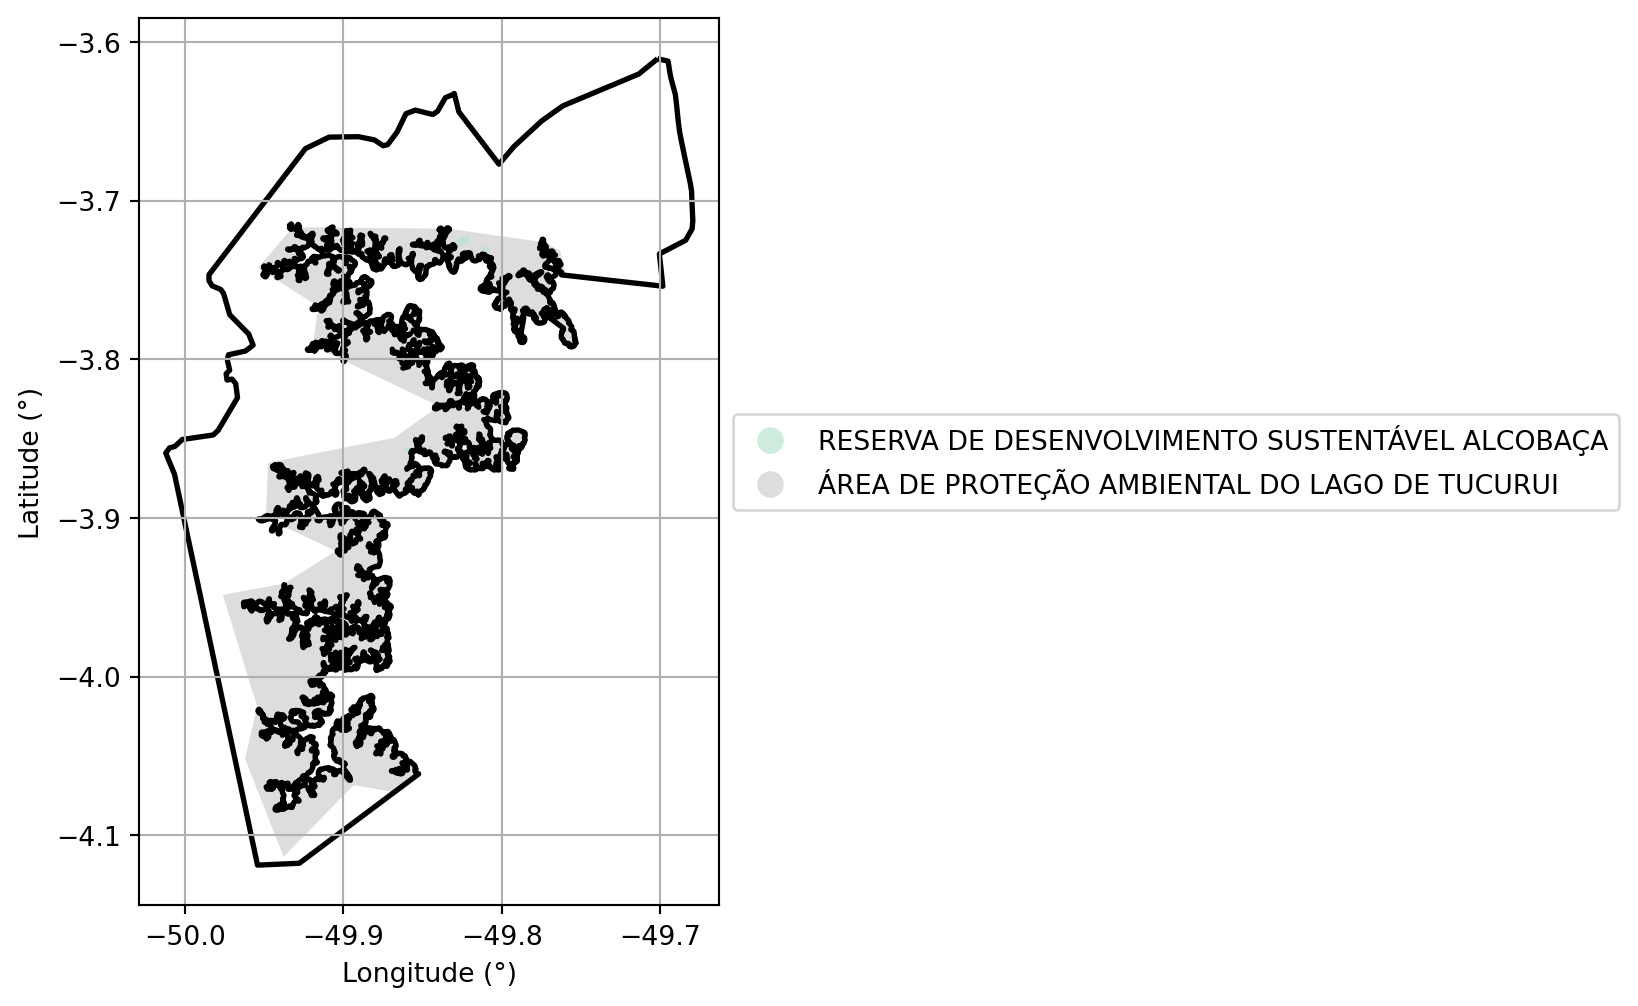 −3.6
−3.7
−3.8
−3.9
−4.0
−4.1
Latitude (°)
−50.0 −49.9 −49.8 −49.7
Longitude (°)
RESERVA DE DESENVOLVIMENTO SUSTENTÁVEL ALCOBAÇA
ÁREA DE PROTEÇÃO AMBIENTAL DO LAGO DE TUCURUI